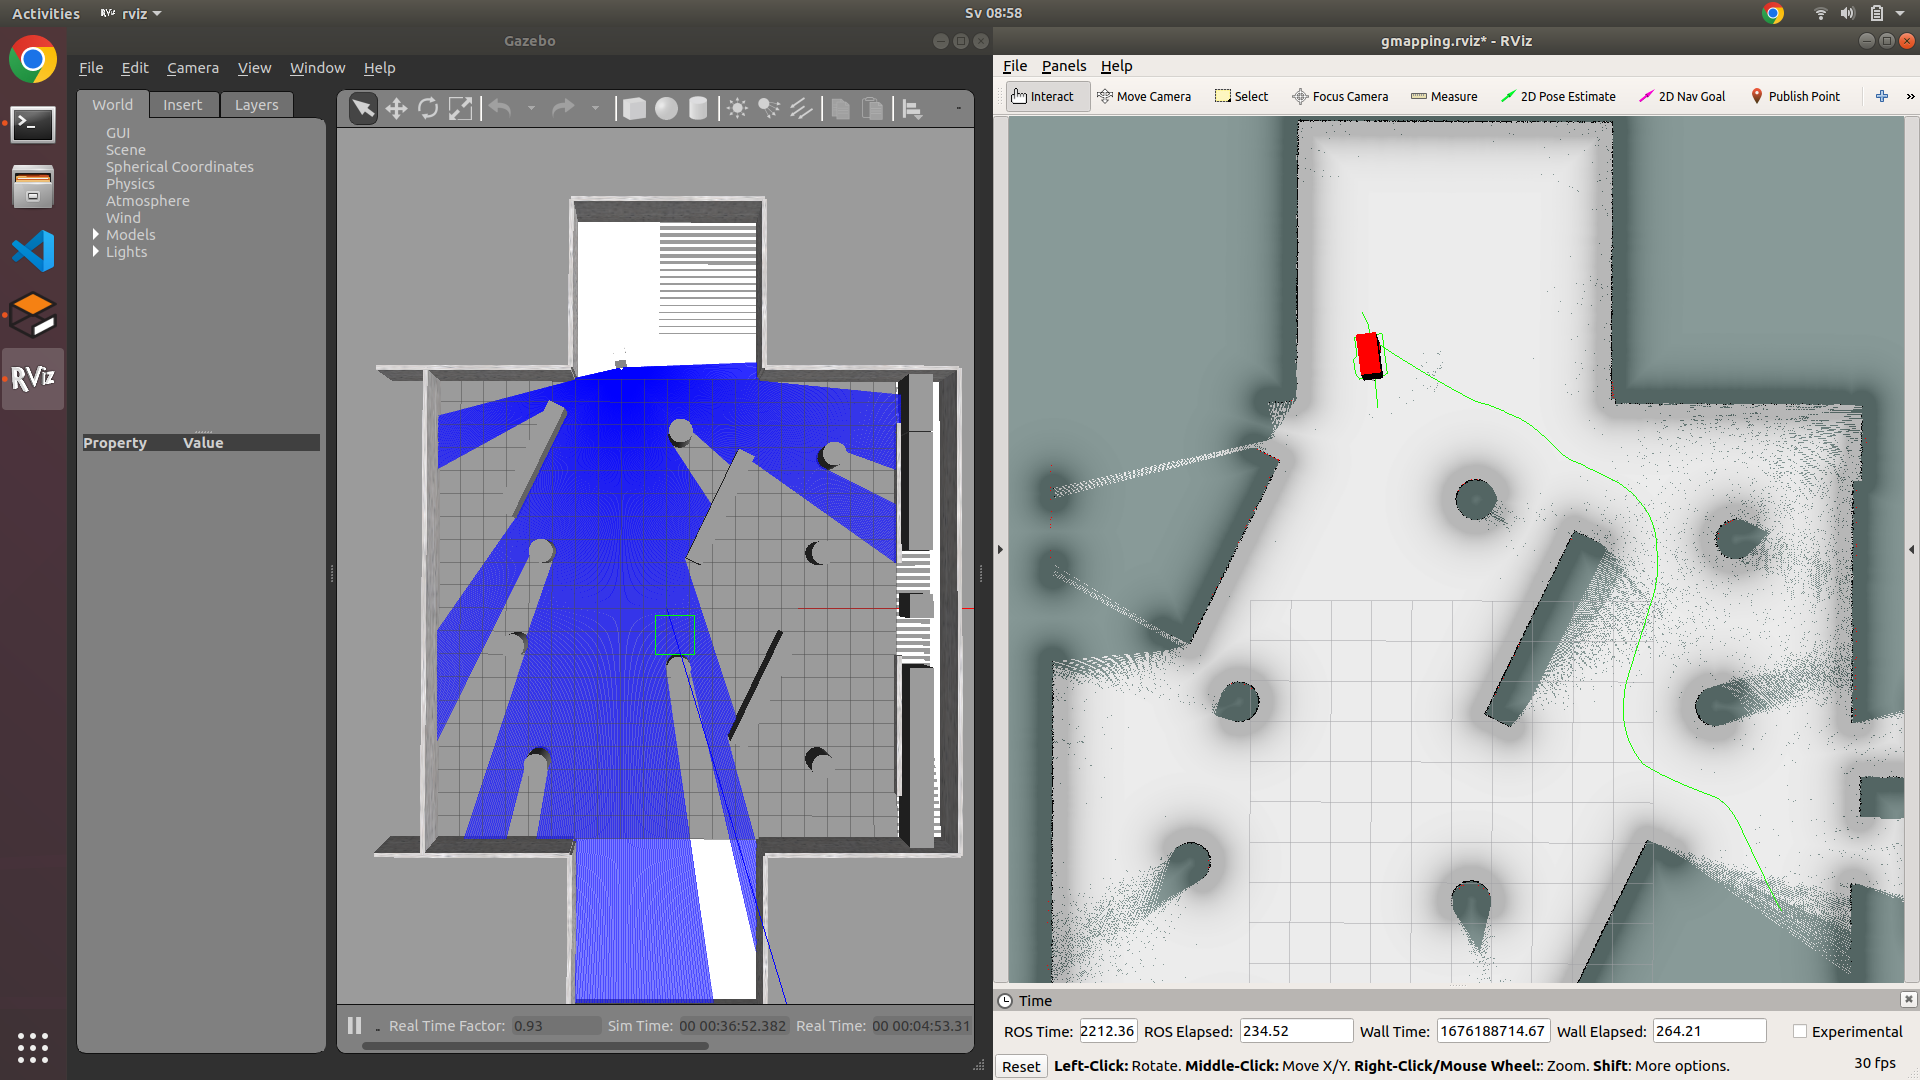 Activities RViz rviz Sv 08:58
Gazebo
File Edit Camera View Window Help
World Insert Layers
GUI
Scene
Spherical Coordinates
Physics
Atmosphere
Wind
Models
Lights
Property Value
Real Time Factor: 0.93 Sim Time: 00 00:36:52.382 Real Time: 00 00:04:53.31
RViz
gmapping.rviz* - RViz
File Panels Help
Interact Move Camera Select Focus Camera Measure 2D Pose Estimate 2D Nav Goal Publish Point »
Time
ROS Time: 2212.36 ROS Elapsed: 234.52 Wall Time: 1676188714.67 Wall Elapsed: 264.21 Experimental
Reset Left-Click: Rotate. Middle-Click: Move X/Y. Right-Click/Mouse Wheel:: Zoom. Shift: More options. 30 fps